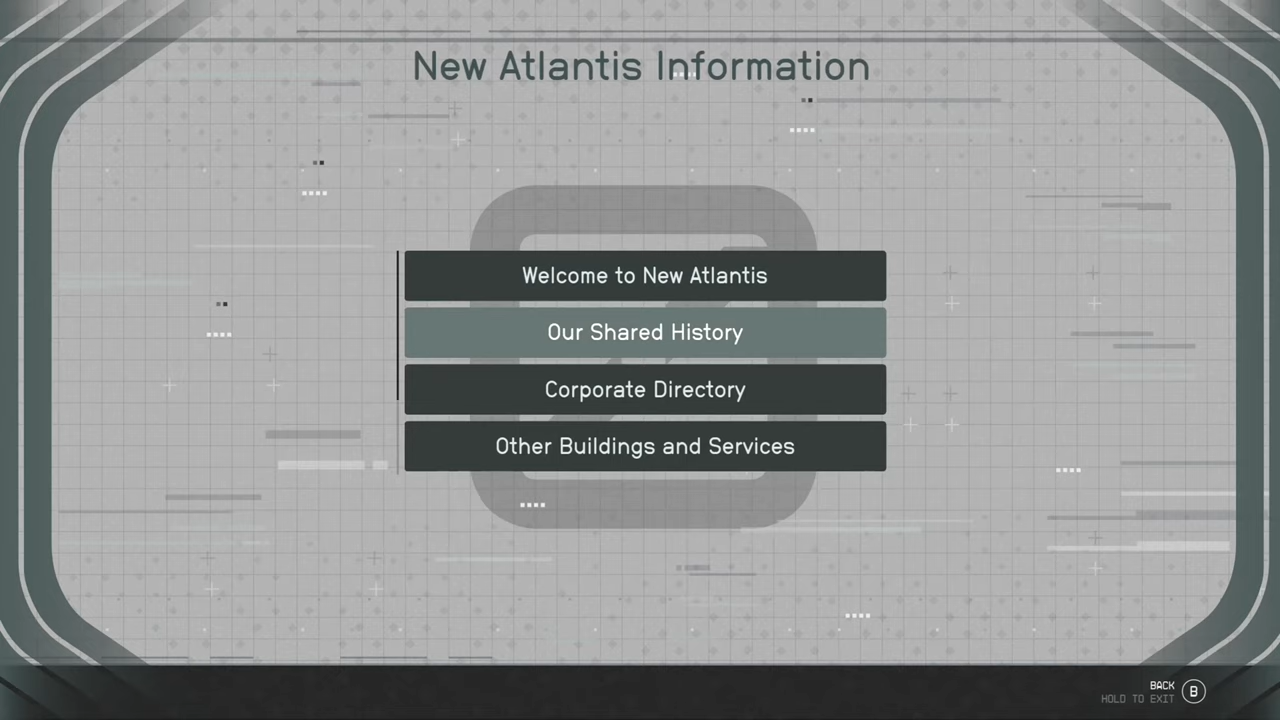 New Atlantis Information
Welcome to New Atlantis
Our Shared History
Corporate Directory
Other Buildings and Services
BACK
HOLD TO EXIT
B